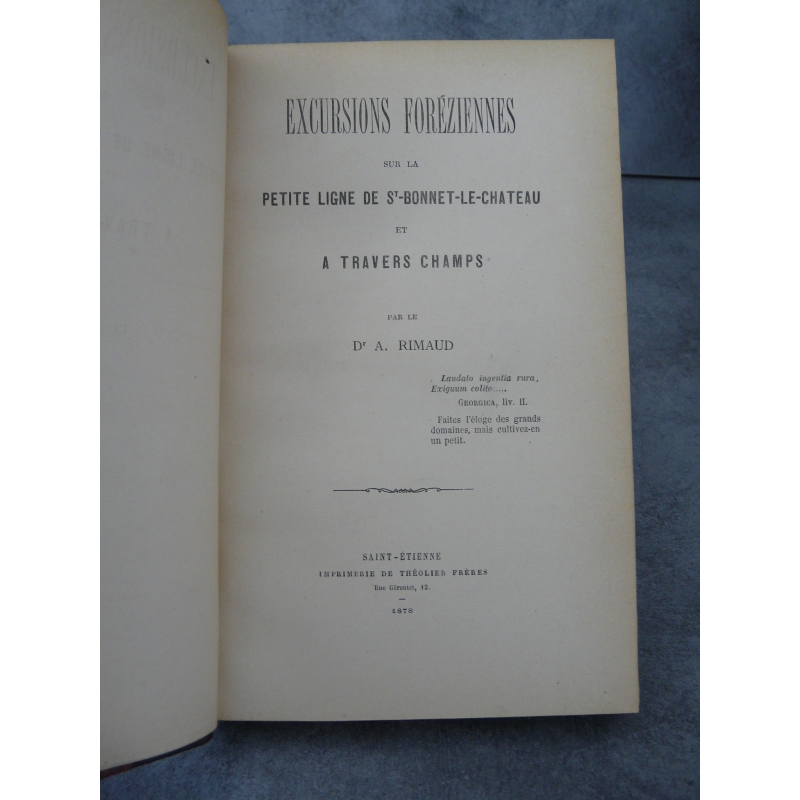 EXCURSIONS FORÉZIENNES
SUR LA
PETITE LIGNE DE Sᵀ-BONNET-LE-CHATEAU
ET
A TRAVERS CHAMPS
PAR LE
Dʳ A. RIMAUD
Laudato ingentia rura,
Exiguum colito.....
GEORGICA, liv. II.
Faites l'éloge des grands
domaines, mais cultivez-en
un petit.
SAINT-ÉTIENNE
IMPRIMERIE DE THÉOLIER FRÈRES
Rue Gérentet, 12.
1878